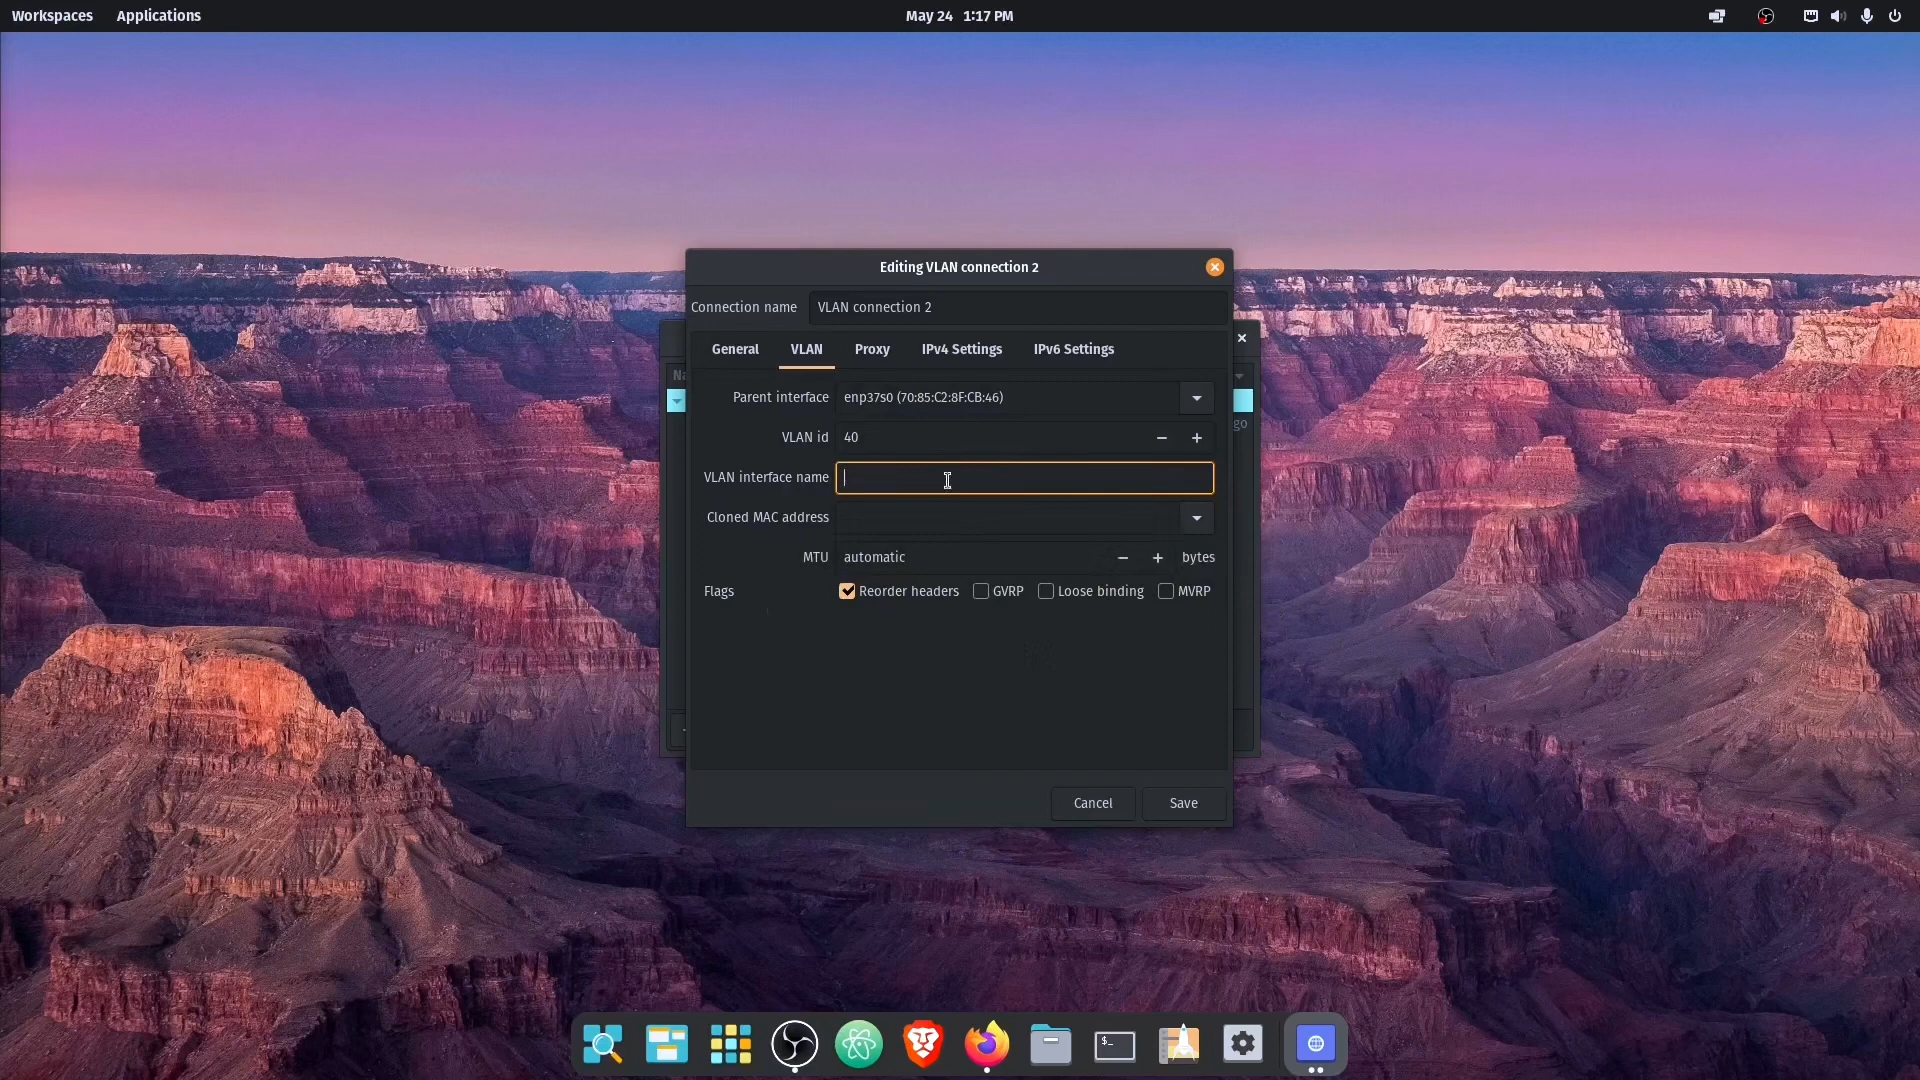 Workspaces Applications May 24 1:17 PM
Editing VLAN connection 2
Connection name VLAN connection 2
General VLAN Proxy IPv4 Settings IPv6 Settings
Parent interface enp37s0 (70:85:C2:8F:CB:46)
VLAN id 40
go
VLAN interface name
Cloned MAC address
MTU automatic bytes
Flags Reorder headers GVRP Loose binding MVRP
Cancel Save
$_